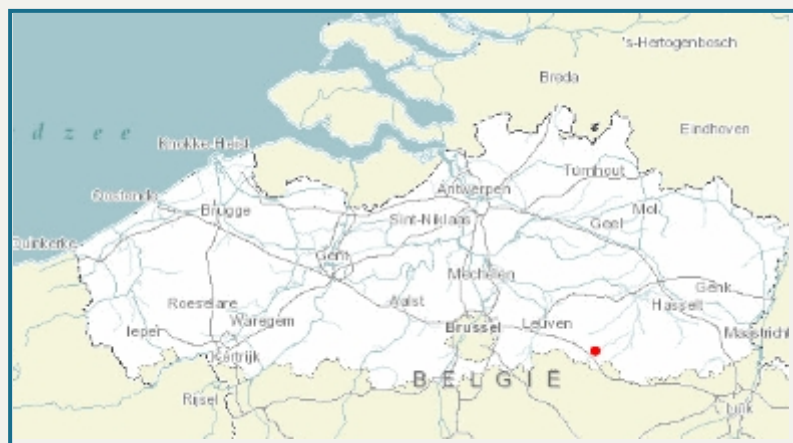 's-Hertogenbosch
Breda
Eindhoven
d z e e
Knokke-Heist
Turnhout
Oostende
Antwerpen
Mol
Brugge
Sint-Niklaas
Geel
Duinkerke
Gent
Mechelen
Genk
Roeselare
Aalst
Hasselt
Ieper
Waregem
Brussel
Leuven
Maastricht
Kortrijk
BELGIË
Rijsel
Luik